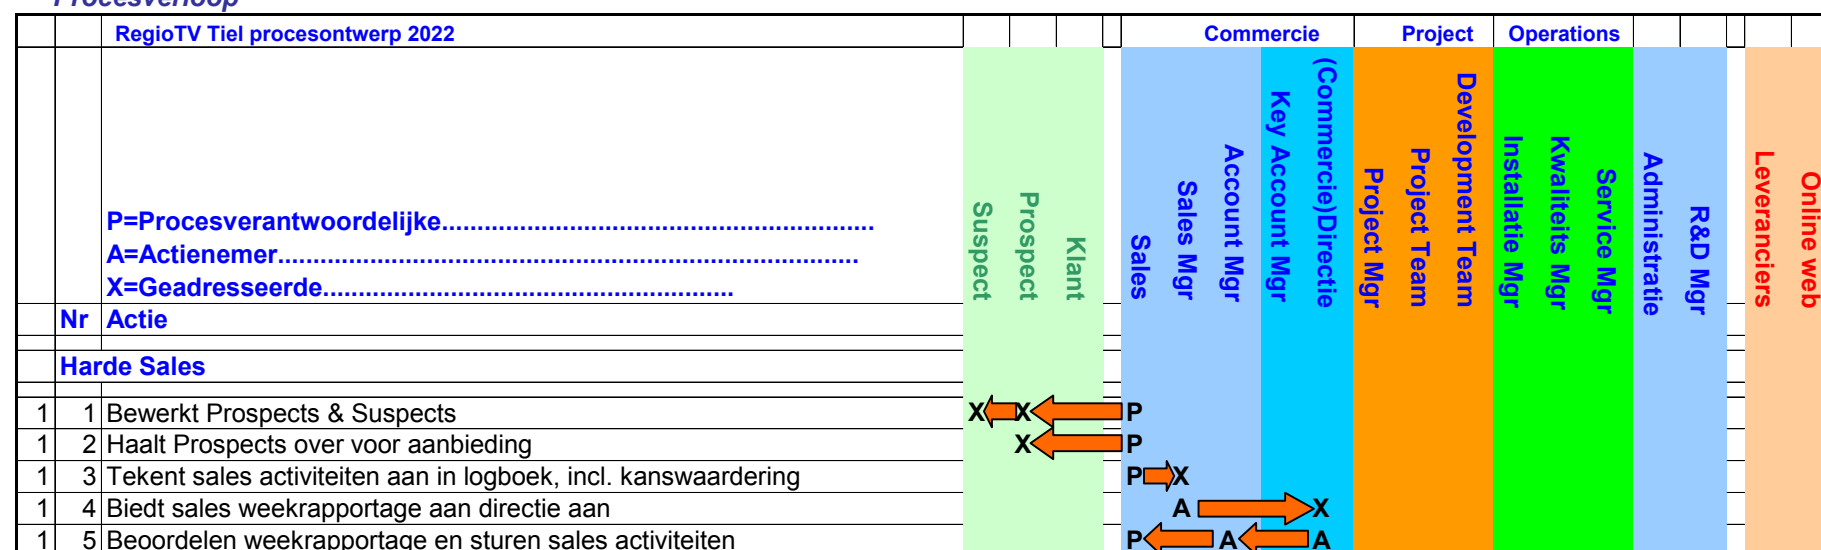 Procesverloop
RegioTV Tiel procesontwerp 2022 Commercie Project Operations
P=Procesverantwoordelijke.............................................................
A=Actienemer..................................................................................
X=Geadresseerde..........................................................
Suspect
Prospect
Klant
Sales
Sales Mgr
Account Mgr
Key Account Mgr
(Commercie)Directie
Project Mgr
Project Team
Development Team
Installatie Mgr
Kwaliteits Mgr
Service Mgr
Administratie
R&D Mgr
Leveranciers
Online web
Nr Actie
Harde Sales
1 1 Bewerkt Prospects & Suspects X X P
1 2 Haalt Prospects over voor aanbieding X P
1 3 Tekent sales activiteiten aan in logboek, incl. kanswaardering P X
1 4 Biedt sales weekrapportage aan directie aan A X
1 5 Beoordelen weekrapportage en sturen sales activiteiten P A A